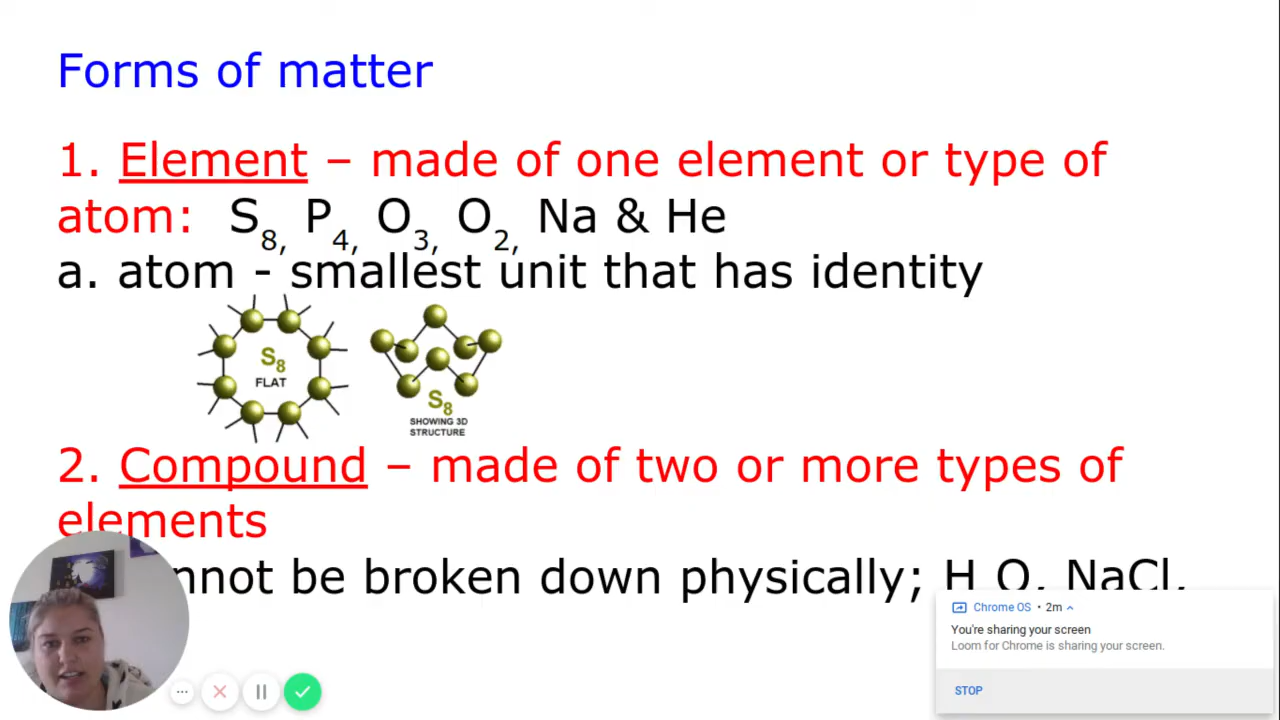 Forms of matter
1. Element – made of one element or type of
atom: S8, P4, O3, O2, Na & He
a. atom - smallest unit that has identity
S8
FLAT
S8
SHOWING 3D
STRUCTURE
2. Compound – made of two or more types of
elements
be broken down physically; H O, NaCl,
Chrome OS • 2m
You're sharing your screen
Loom for Chrome is sharing your screen.
STOP